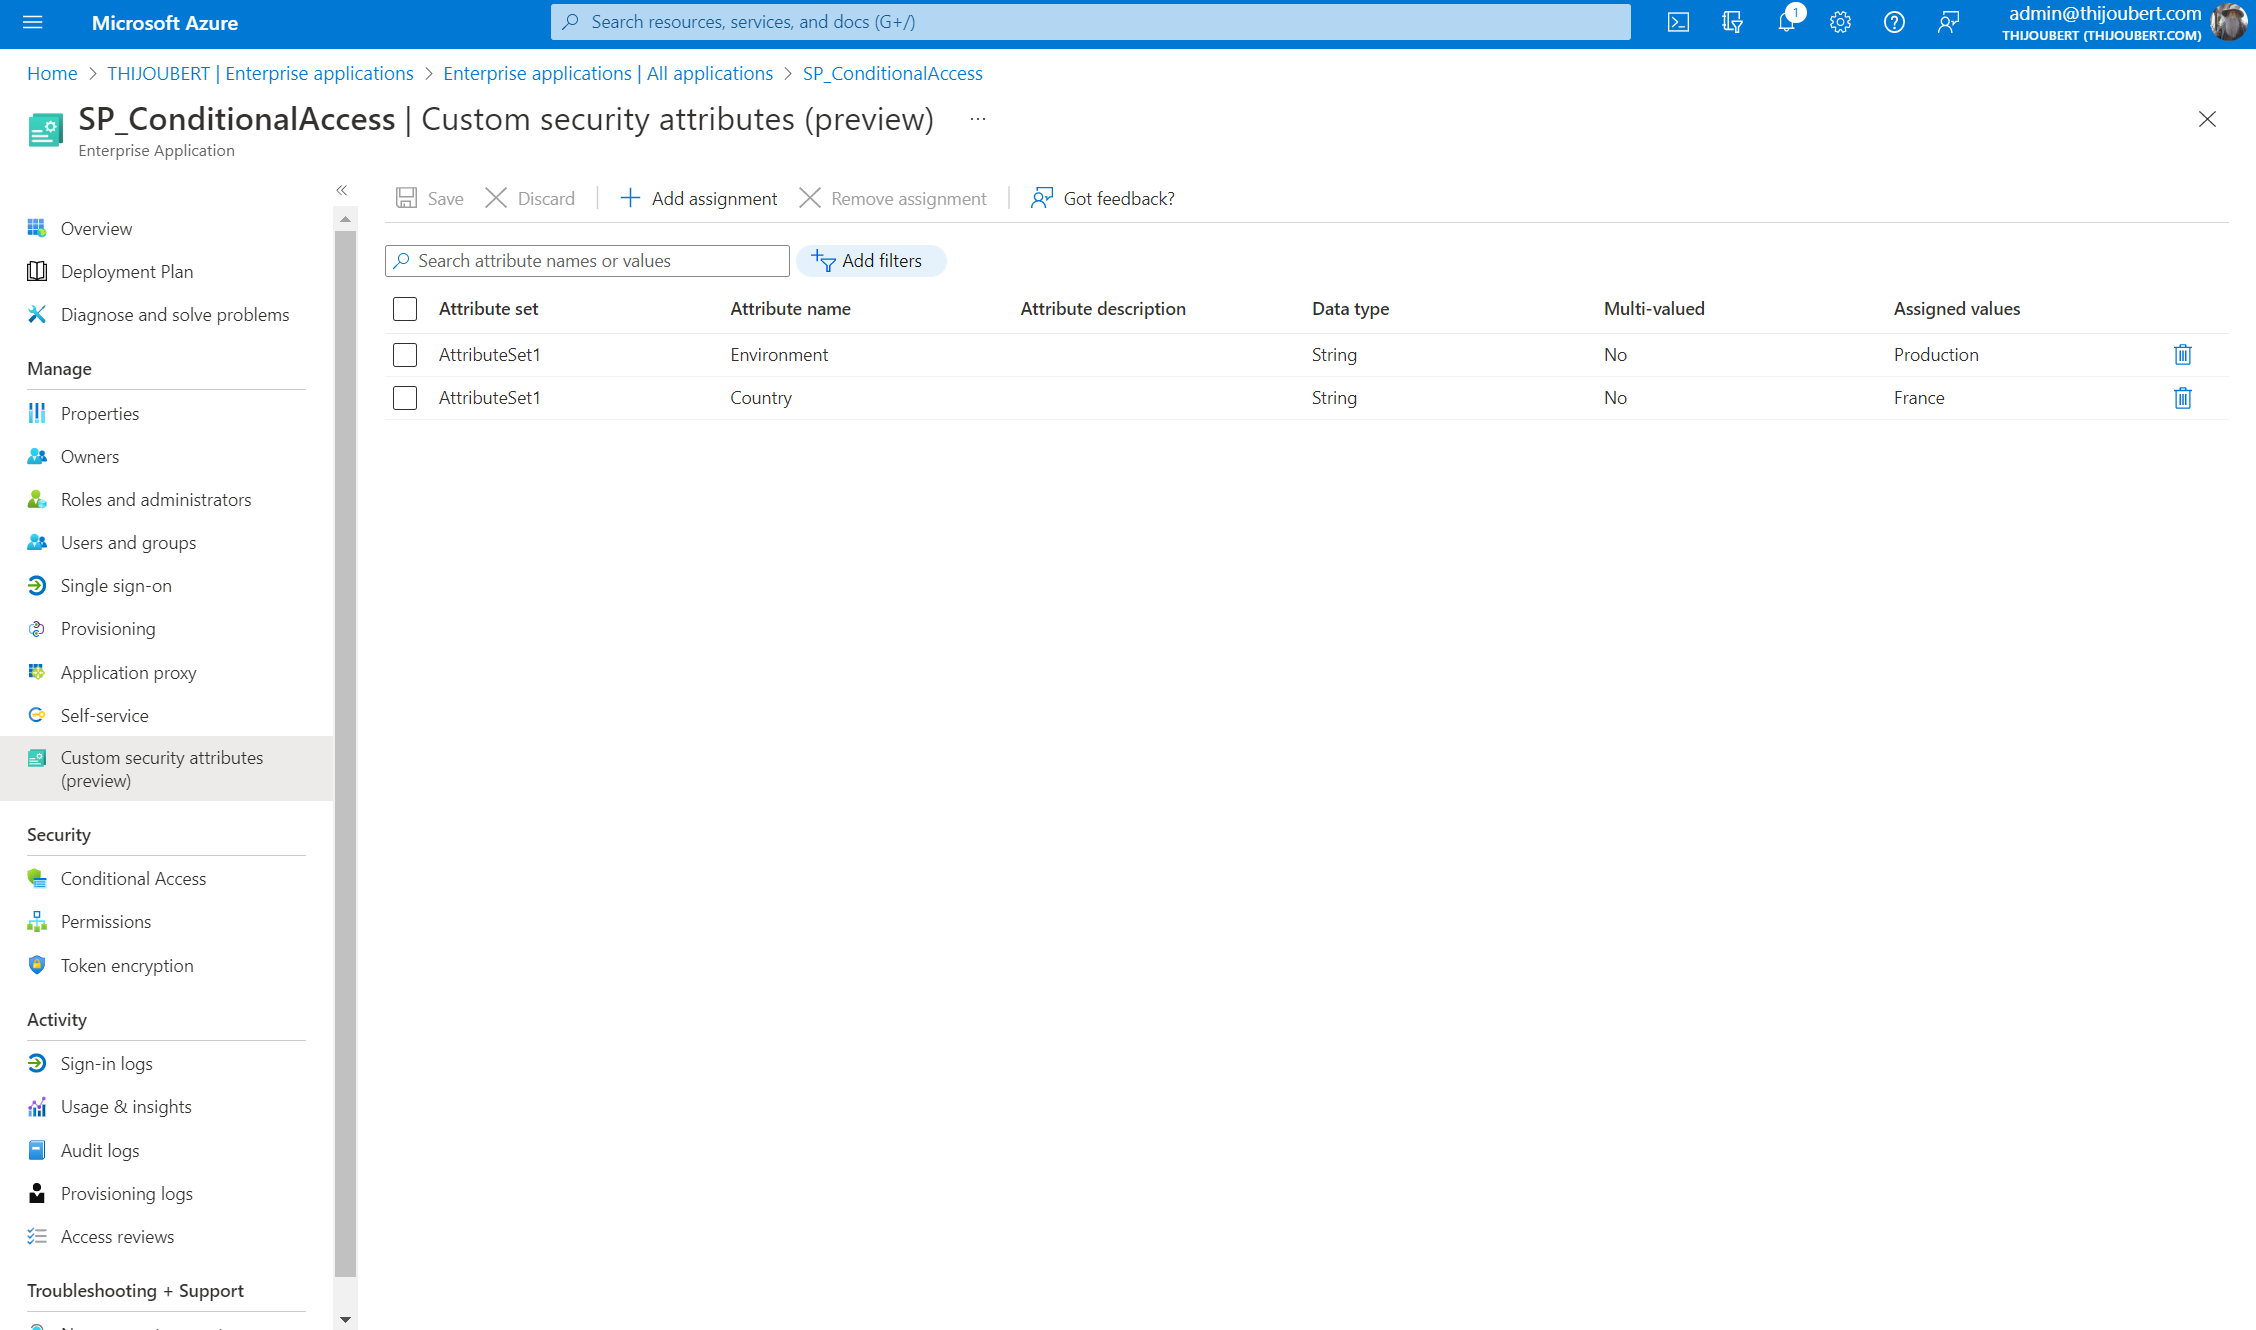 Microsoft Azure
Search resources, services, and docs (G+/)
1
admin@thijoubert.com
THIJOUBERT (THIJOUBERT.COM)
Home > THIJOUBERT | Enterprise applications > Enterprise applications | All applications > SP_ConditionalAccess
SP_ConditionalAccess | Custom security attributes (preview) ...
Enterprise Application
Save Discard Add assignment Remove assignment Got feedback?
Search attribute names or values Add filters
Attribute set Attribute name Attribute description Data type Multi-valued Assigned values
AttributeSet1 Environment String No Production
AttributeSet1 Country String No France
Overview
Deployment Plan
Diagnose and solve problems
Manage
Properties
Owners
Roles and administrators
Users and groups
Single sign-on
Provisioning
Application proxy
Self-service
Custom security attributes
(preview)
Security
Conditional Access
Permissions
Token encryption
Activity
Sign-in logs
Usage & insights
Audit logs
Provisioning logs
Access reviews
Troubleshooting + Support